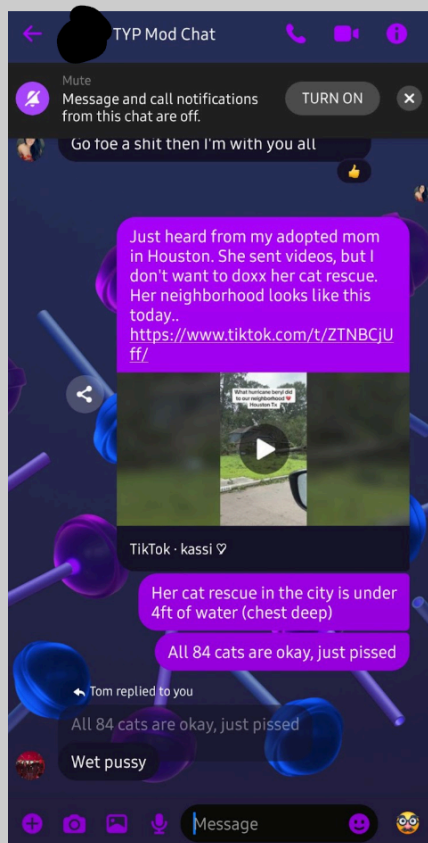 TYP Mod Chat
Mute
Message and call notifications
from this chat are off.
TURN ON
Go foe a shit then I'm with you all
Just heard from my adopted mom
in Houston. She sent videos, but I
don't want to doxx her cat rescue.
Her neighborhood looks like this
today..
https://www.tiktok.com/t/ZTNBCjU
ff/
What hurricane beryl did
to our neighborhood
Houston Tx
TikTok · kassi ♡
Her cat rescue in the city is under
4ft of water (chest deep)
All 84 cats are okay, just pissed
Tom replied to you
All 84 cats are okay, just pissed
Wet pussy
Message